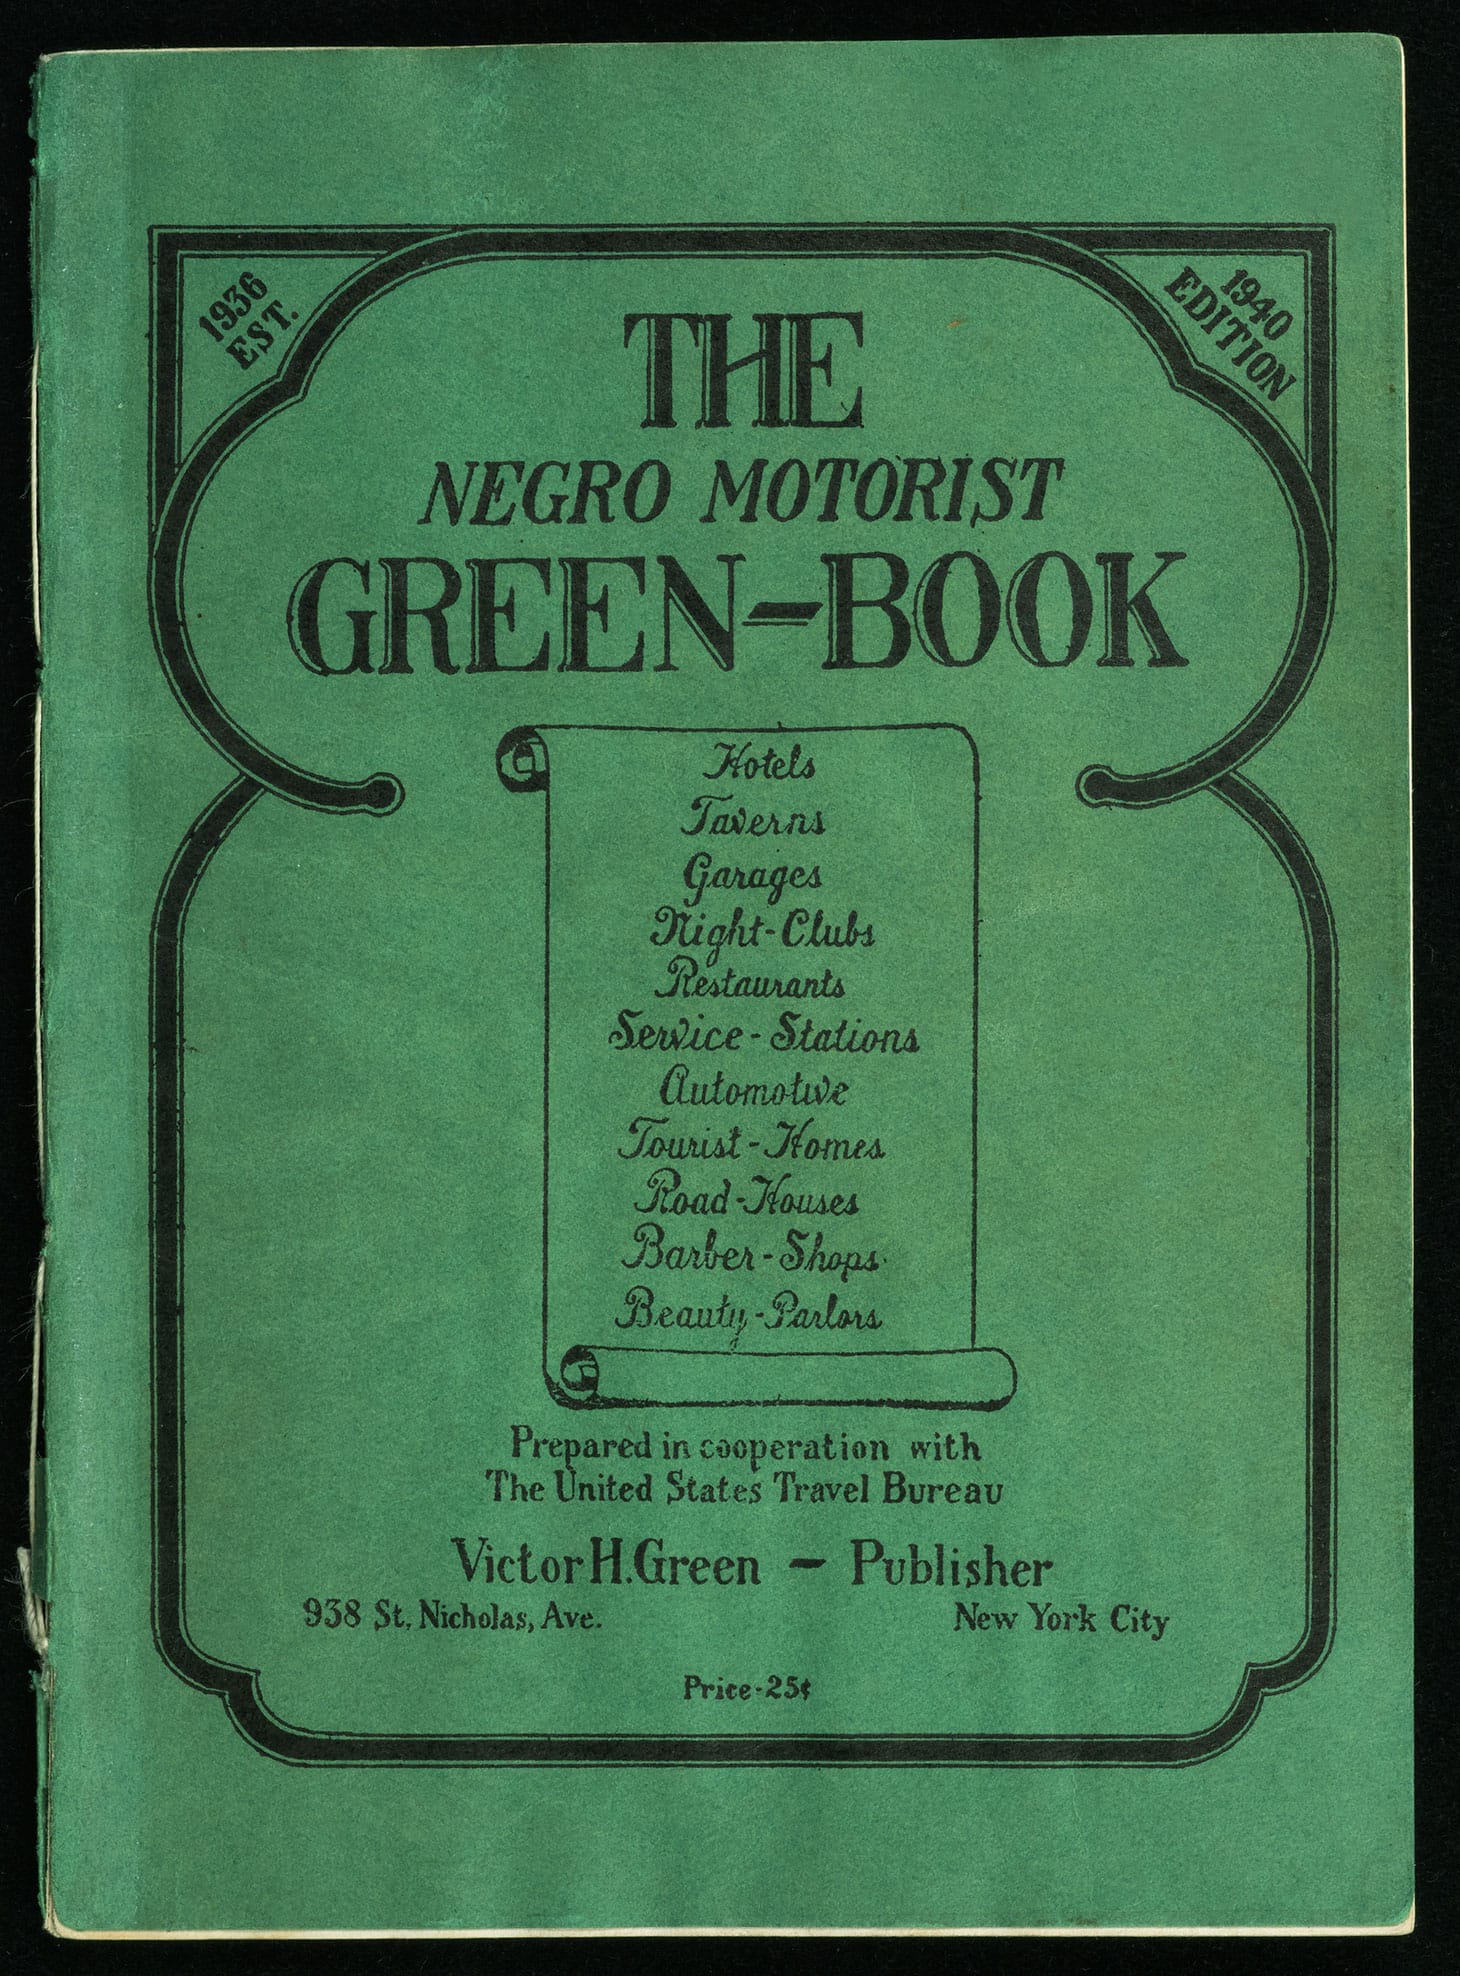 1936
EST.
1940
EDITION
THE
NEGRO MOTORIST
GREEN-BOOK
Hotels
Taverns
Garages
Night-Clubs
Restaurants
Service-Stations
Automotive
Tourist-Homes
Road-Houses
Barber-Shops
Beauty-Parlors
Prepared in cooperation with
The United States Travel Bureau
Victor H. Green — Publisher
938 St. Nicholas, Ave. New York City
Price-25¢